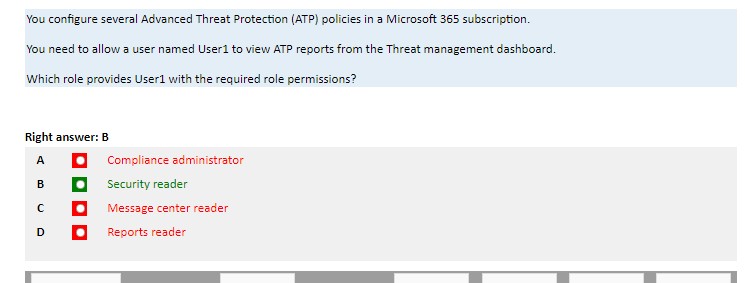 You configure several Advanced Threat Protection (ATP) policies in a Microsoft 365 subscription.
You need to allow a user named User1 to view ATP reports from the Threat management dashboard.
Which role provides User1 with the required role permissions?
Right answer: B
A Compliance administrator
B Security reader
C Message center reader
D Reports reader